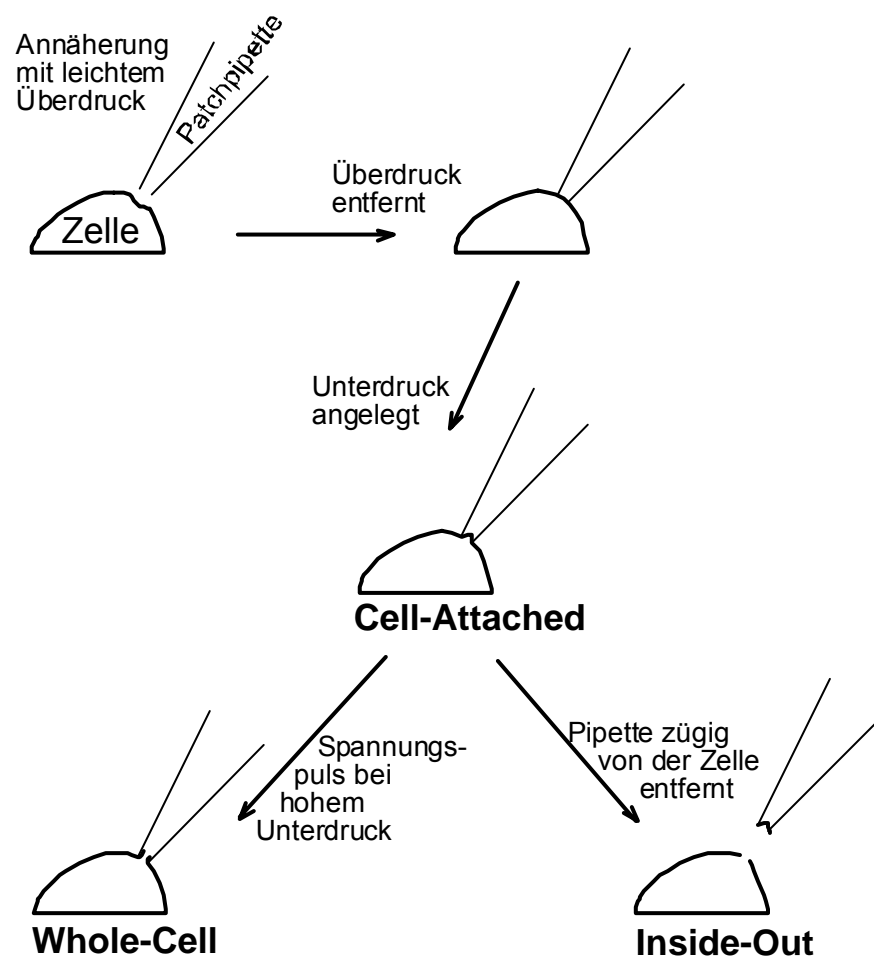 Annäherung
mit leichtem
Überdruck
Patchpipette
Zelle
Überdruck
entfernt
Unterdruck
angelegt
Cell-Attached
Spannungs-
puls bei
hohem
Unterdruck
Pipette zügig
von der Zelle
entfernt
Whole-Cell
Inside-Out